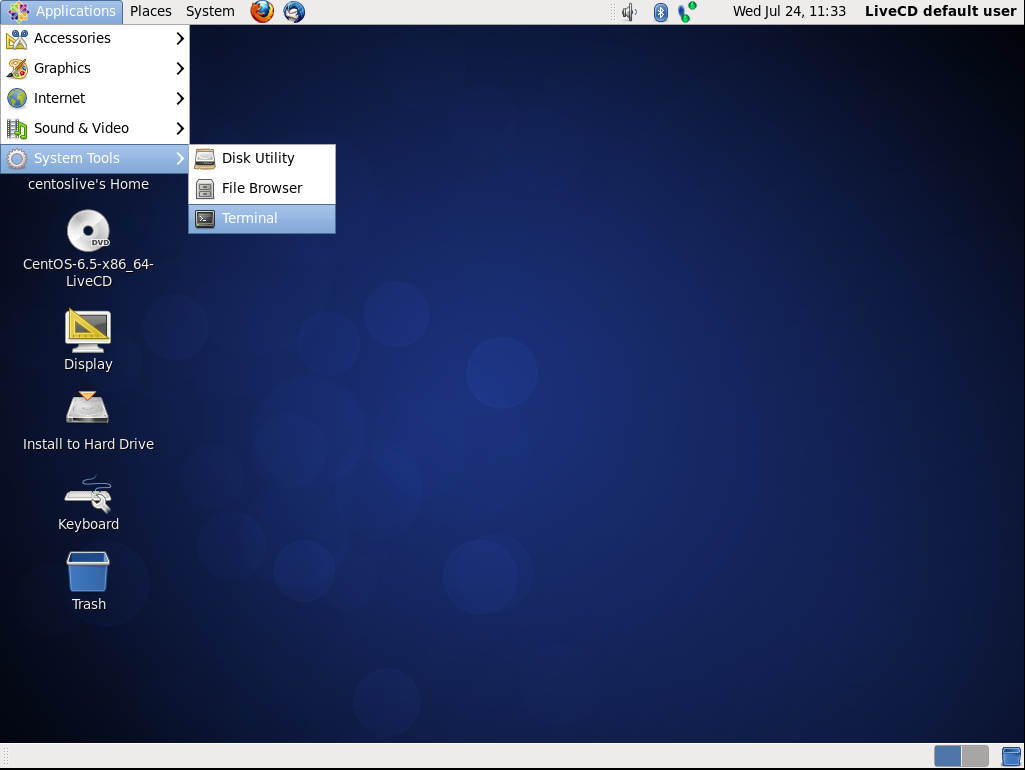 Applications Places System Wed Jul 24, 11:33 LiveCD default user
Accessories
Graphics
Internet
Sound & Video
System Tools
Disk Utility
File Browser
Terminal
centoslive's Home
DVD
CentOS-6.5-x86_64-
LiveCD
Display
Install to Hard Drive
Keyboard
Trash